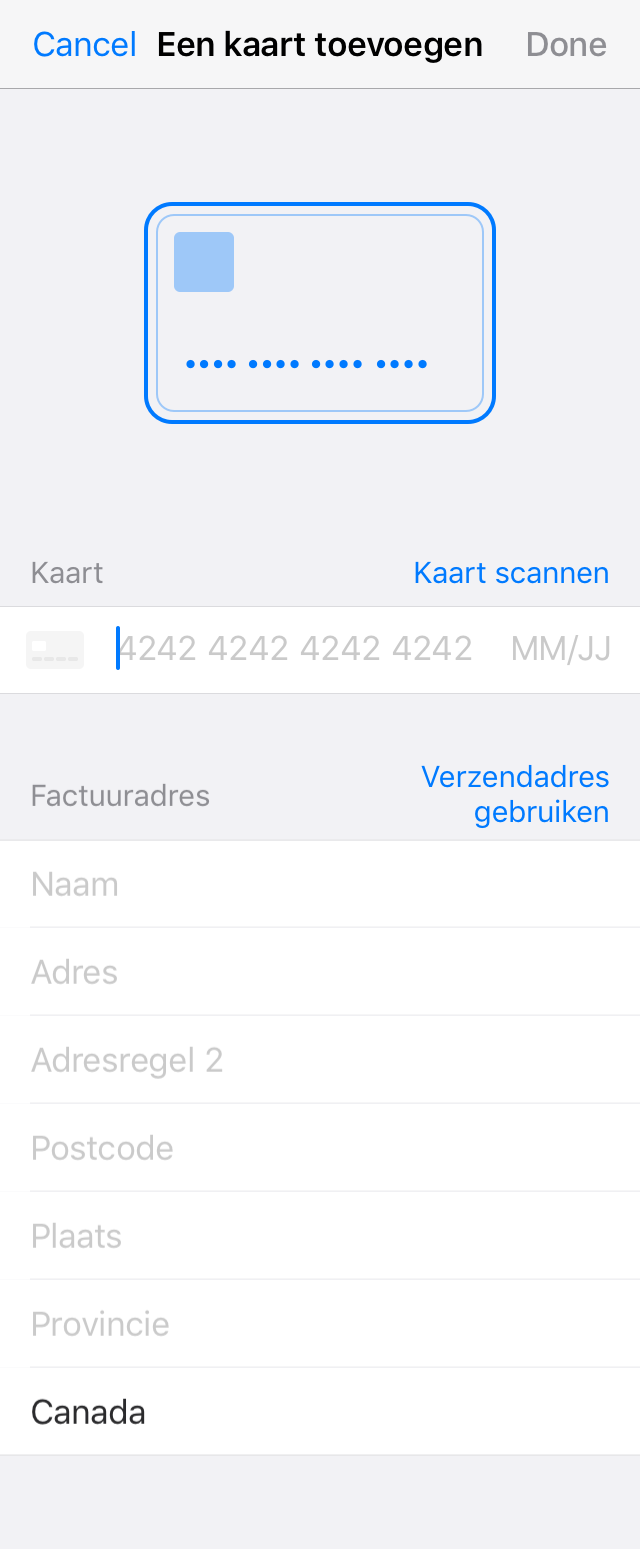 Cancel Een kaart toevoegen Done
Kaart Kaart scannen
4242 4242 4242 4242 MM/JJ
Factuuradres Verzendadres
gebruiken
Naam
Adres
Adresregel 2
Postcode
Plaats
Provincie
Canada